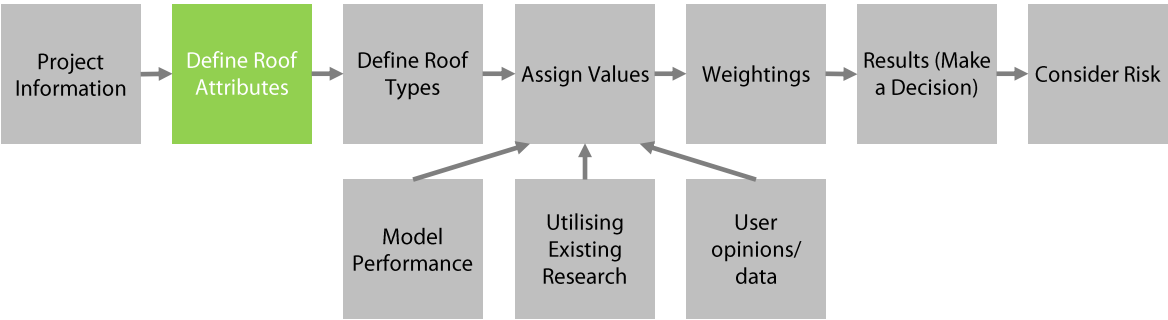 Project
Information
Define Roof
Attributes
Define Roof
Types
Assign Values
Weightings
Results (Make
a Decision)
Consider Risk
Model
Performance
Utilising
Existing
Research
User
opinions/
data